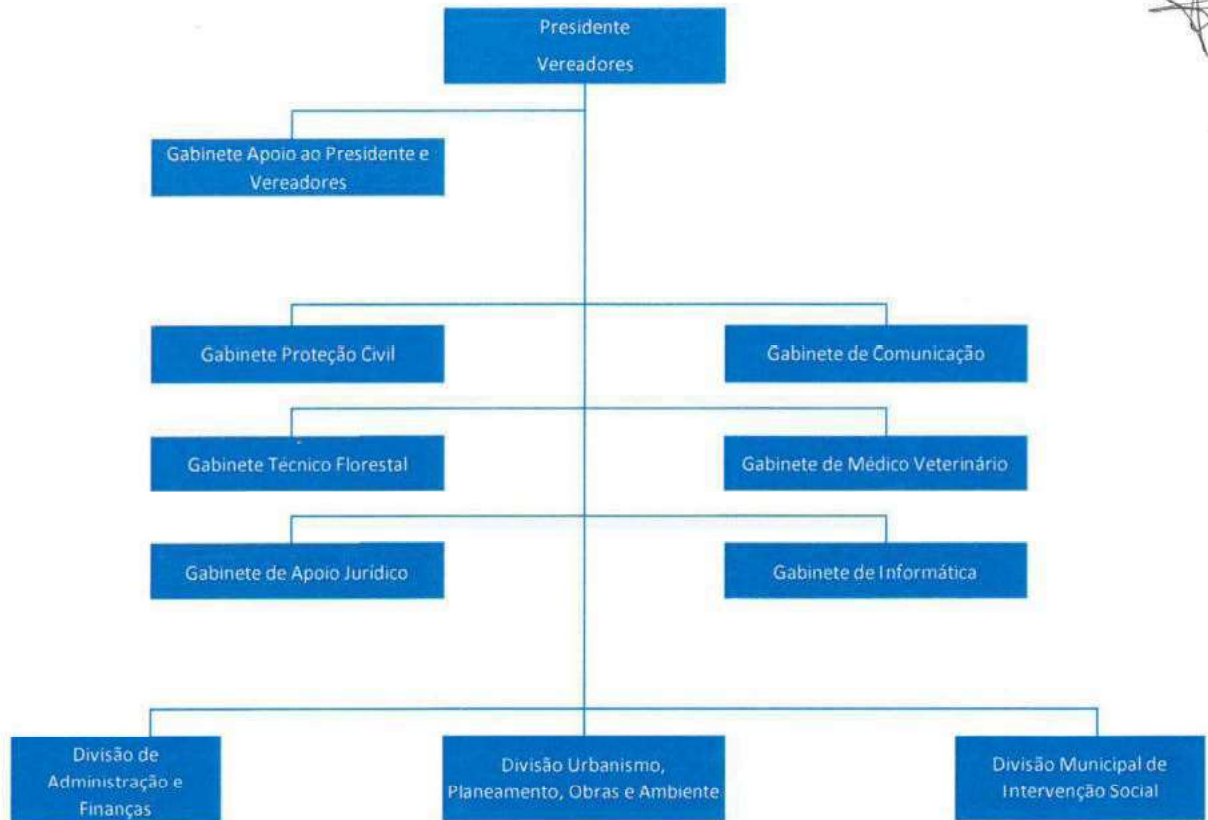 Presidente
Vereadores
Gabinete Apoio ao Presidente e
Vereadores
Gabinete Proteção Civil
Gabinete de Comunicação
Gabinete Técnico Florestal
Gabinete de Médico Veterinário
Gabinete de Apoio Jurídico
Gabinete de Informática
Divisão de
Administração e
Finanças
Divisão Urbanismo,
Planeamento, Obras e Ambiente
Divisão Municipal de
Intervenção Social